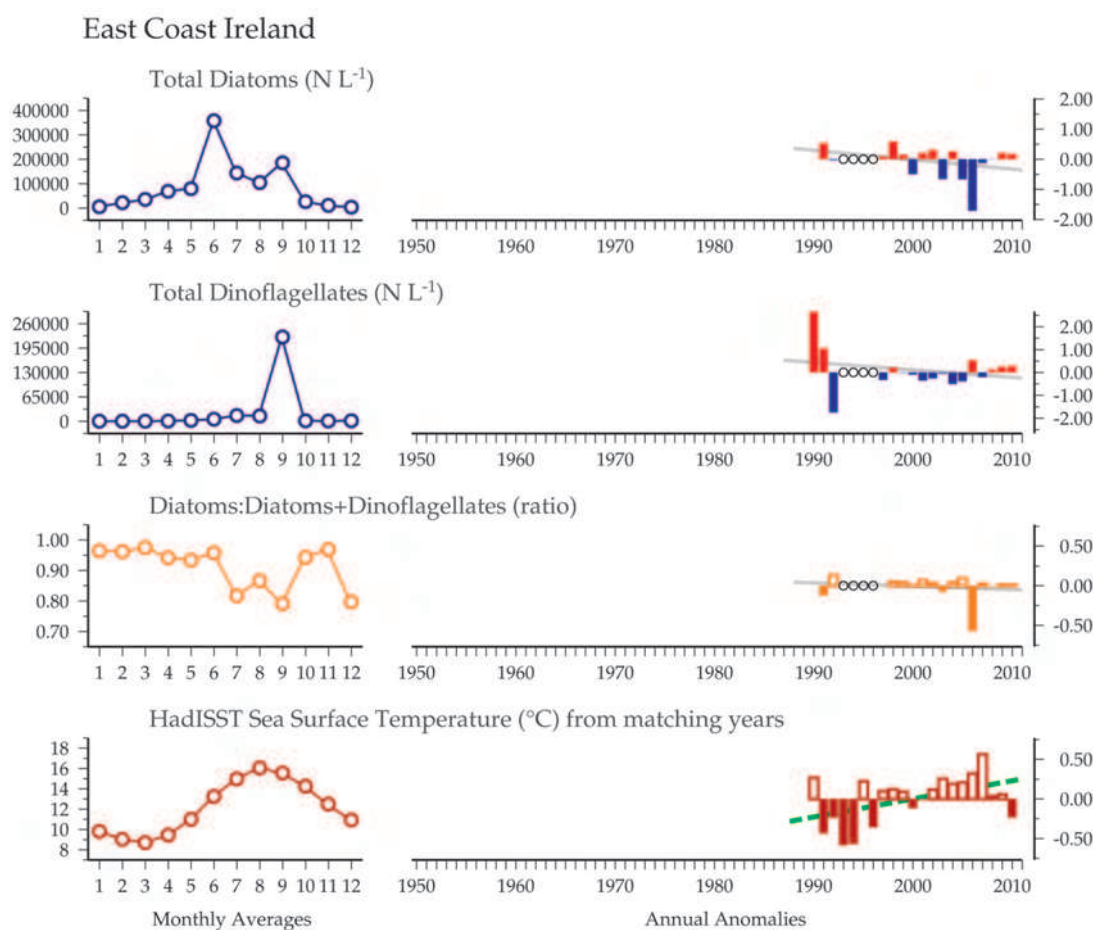 East Coast Ireland
Total Diatoms (N L⁻¹)
400000
300000
200000
100000
0
1 2 3 4 5 6 7 8 9 10 11 12
1950 1960 1970 1980 1990 2000 2010
2.00
1.00
0.00
-1.00
-2.00
Total Dinoflagellates (N L⁻¹)
260000
195000
130000
65000
0
1 2 3 4 5 6 7 8 9 10 11 12
1950 1960 1970 1980 1990 2000 2010
2.00
1.00
0.00
-1.00
-2.00
Diatoms:Diatoms+Dinoflagellates (ratio)
1.00
0.90
0.80
0.70
1 2 3 4 5 6 7 8 9 10 11 12
1950 1960 1970 1980 1990 2000 2010
0.50
0.00
-0.50
HadISST Sea Surface Temperature (°C) from matching years
18
16
14
12
10
8
1 2 3 4 5 6 7 8 9 10 11 12
1950 1960 1970 1980 1990 2000 2010
0.50
0.00
-0.50
Monthly Averages
Annual Anomalies